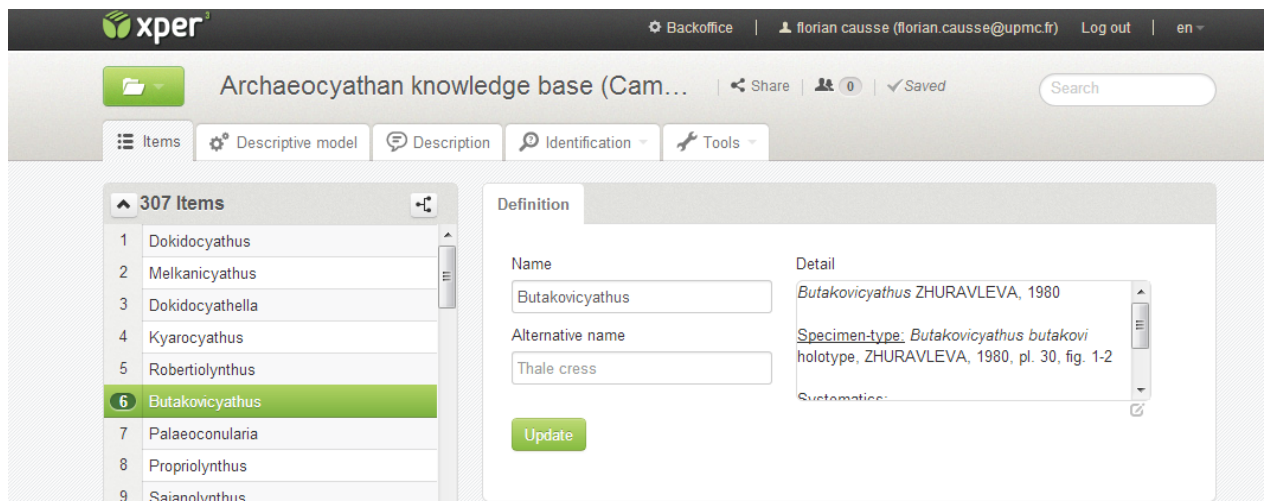 xper³
Backoffice | florian causse (florian.causse@upmc.fr) Log out | en
Archaeocyathan knowledge base (Cam... | Share | 0 | Saved
Search
Items Descriptive model Description Identification Tools
307 Items
1 Dokidocyathus
2 Melkanicyathus
3 Dokidocyathella
4 Kyarocyathus
5 Robertiolynthus
6 Butakovicyathus
7 Palaeoconularia
8 Propriolynthus
9 Sajanolynthus
Definition
Name
Butakovicyathus
Alternative name
Thale cress
Update
Detail
Butakovicyathus ZHURAVLEVA, 1980
Specimen-type: Butakovicyathus butakovi
holotype, ZHURAVLEVA, 1980, pl. 30, fig. 1-2
Systematics: